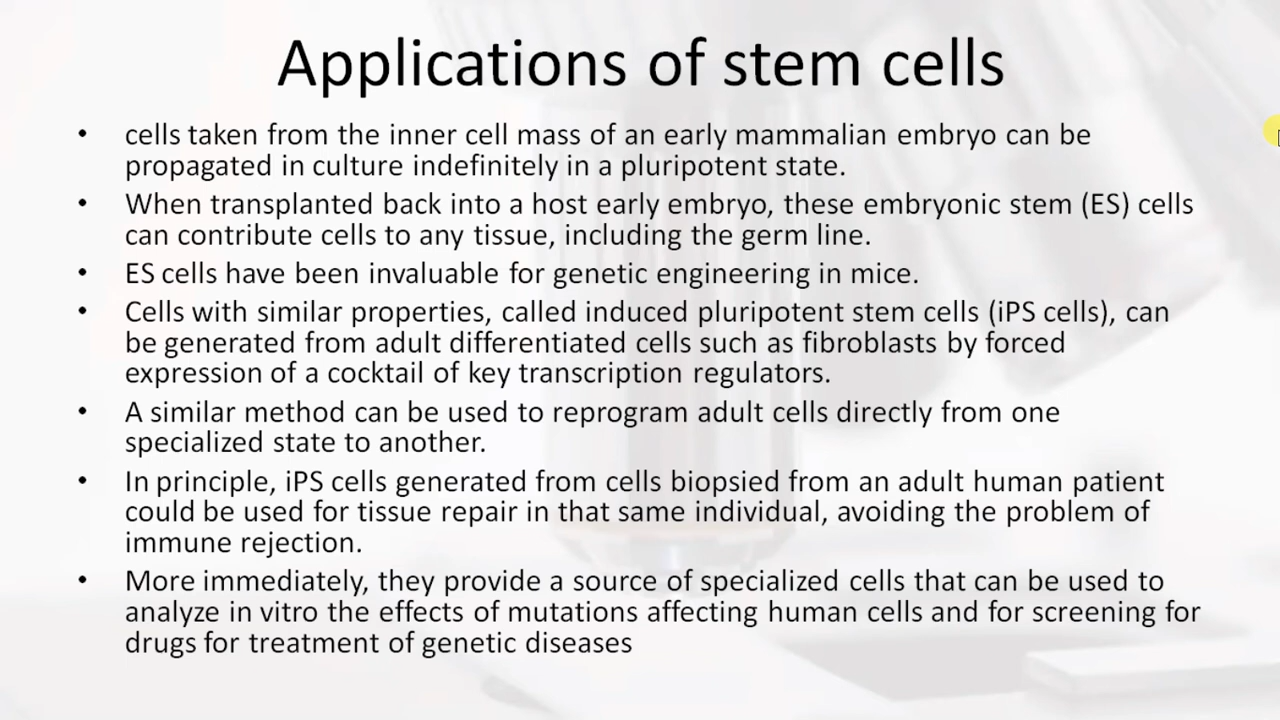 Applications of stem cells
• cells taken from the inner cell mass of an early mammalian embryo can be
propagated in culture indefinitely in a pluripotent state.
• When transplanted back into a host early embryo, these embryonic stem (ES) cells
can contribute cells to any tissue, including the germ line.
• ES cells have been invaluable for genetic engineering in mice.
• Cells with similar properties, called induced pluripotent stem cells (iPS cells), can
be generated from adult differentiated cells such as fibroblasts by forced
expression of a cocktail of key transcription regulators.
• A similar method can be used to reprogram adult cells directly from one
specialized state to another.
• In principle, iPS cells generated from cells biopsied from an adult human patient
could be used for tissue repair in that same individual, avoiding the problem of
immune rejection.
• More immediately, they provide a source of specialized cells that can be used to
analyze in vitro the effects of mutations affecting human cells and for screening for
drugs for treatment of genetic diseases